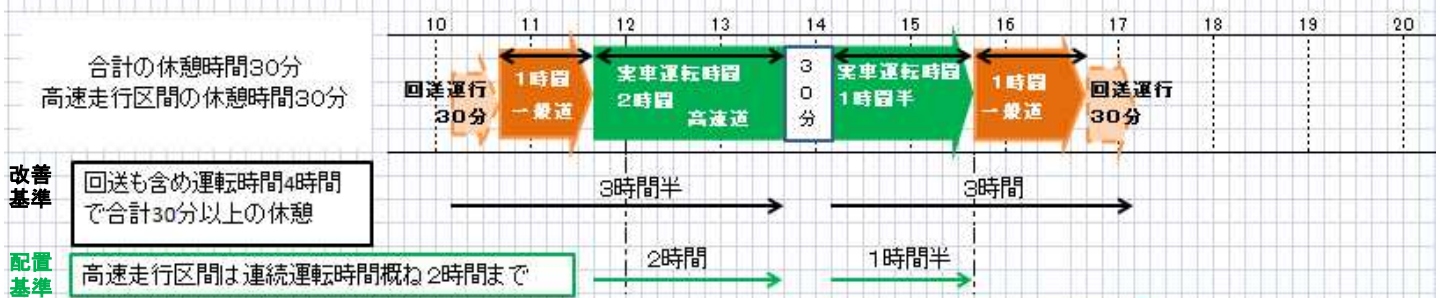 10 11 12 13 14 15 16 17 18 19 20
合計の休憩時間30分
高速走行区間の休憩時間30分
回送運行
30分
1時間
一般道
実車運転時間
2時間
高速道
30分
実車運転時間
1時間半
1時間
一般道
回送運行
30分
改善
基準
回送も含め運転時間4時間
で合計30分以上の休憩
3時間半
3時間
配置
基準
高速走行区間は連続運転時間概ね2時間まで
2時間
1時間半